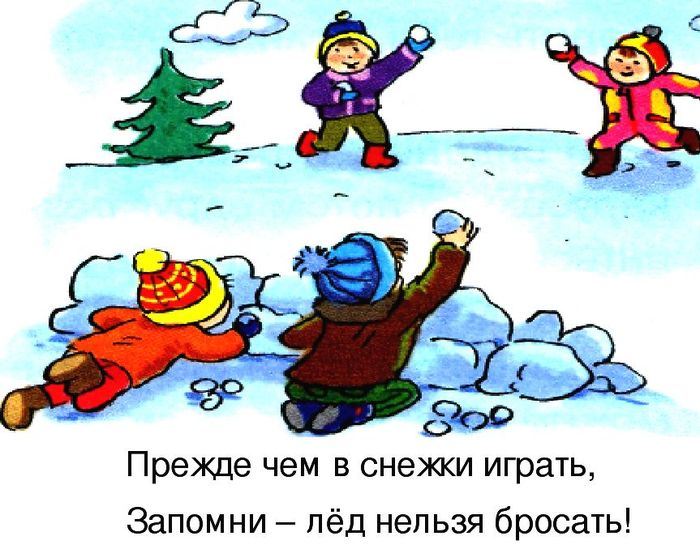 Прежде чем в снежки играть,
Запомни – лёд нельзя бросать!